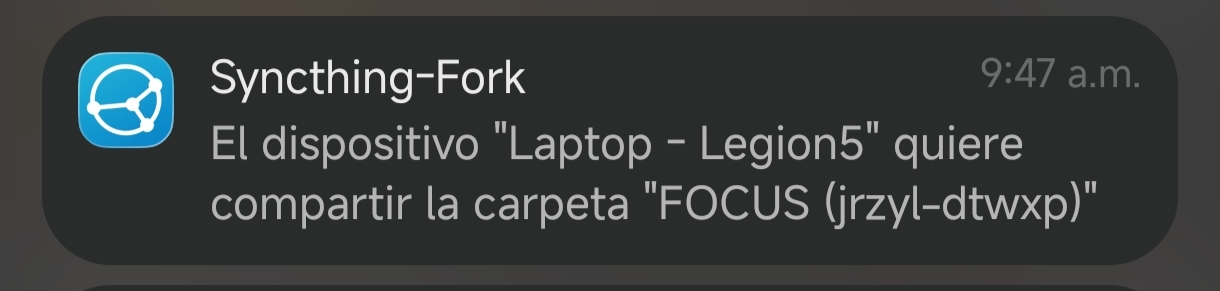 Syncthing-Fork
9:47 a.m.
El dispositivo "Laptop - Legion5" quiere
compartir la carpeta "FOCUS (jrzyl-dtwxp)"